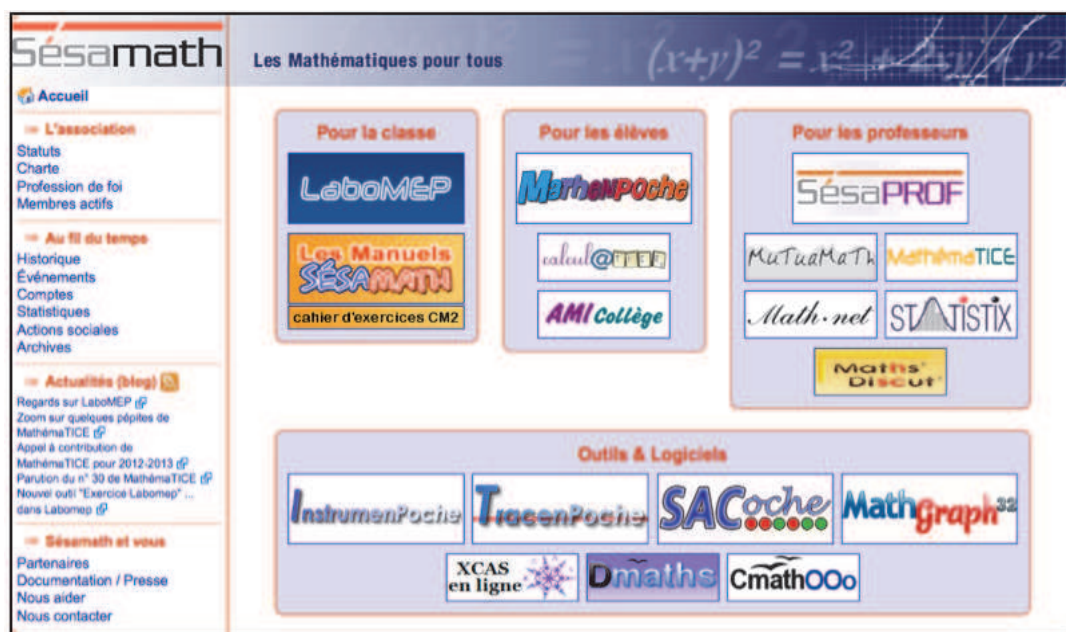 Sésamath
Les Mathématiques pour tous
(x+y)² = x² + 2xy + y²
Accueil
L'association
Statuts
Charte
Profession de foi
Membres actifs
Au fil du temps
Historique
Événements
Comptes
Statistiques
Actions sociales
Archives
Actualités (blog)
Regards sur LaboMEP
Zoom sur quelques pépites de
MathémaTICE
Appel à contribution de
MathémaTICE pour 2012-2013
Parution du n° 30 de MathémaTICE
Nouvel outil "Exercice Labomep" ...
dans Labomep
Sésamath et vous
Partenaires
Documentation / Presse
Nous aider
Nous contacter
Pour la classe
LaboMEP
Les Manuels
SÉSAMATH
cahier d'exercices CM2
Pour les élèves
MathenPoche
calcul@TICE
AMI Collège
Pour les professeurs
SésaPROF
MuTuaMaTh
MathémaTICE
Math.net
STATISTIX
Maths'
Discut'
Outils & Logiciels
InstrumenPoche
TracenPoche
SACoche
MathGraph32
XCAS
en ligne
Dmaths
CmathOOo